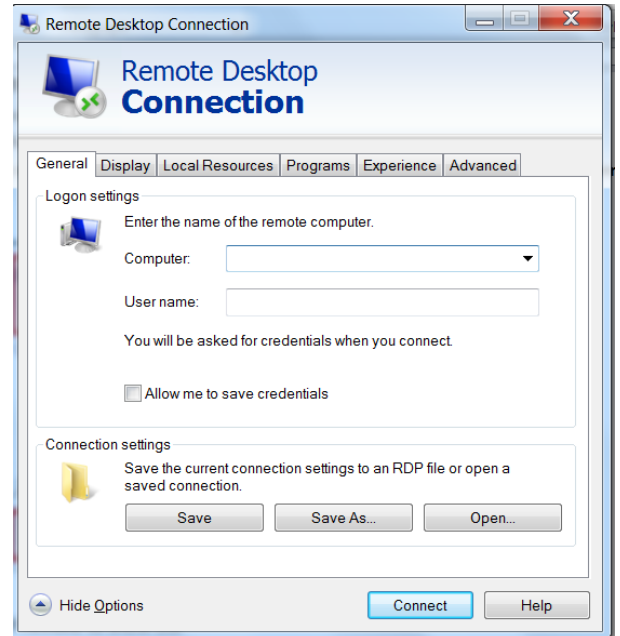 Remote Desktop Connection
Remote Desktop
Connection
General Display Local Resources Programs Experience Advanced
Logon settings
Enter the name of the remote computer.
Computer:
User name:
You will be asked for credentials when you connect.
Allow me to save credentials
Connection settings
Save the current connection settings to an RDP file or open a
saved connection.
Save Save As... Open...
Hide Options Connect Help